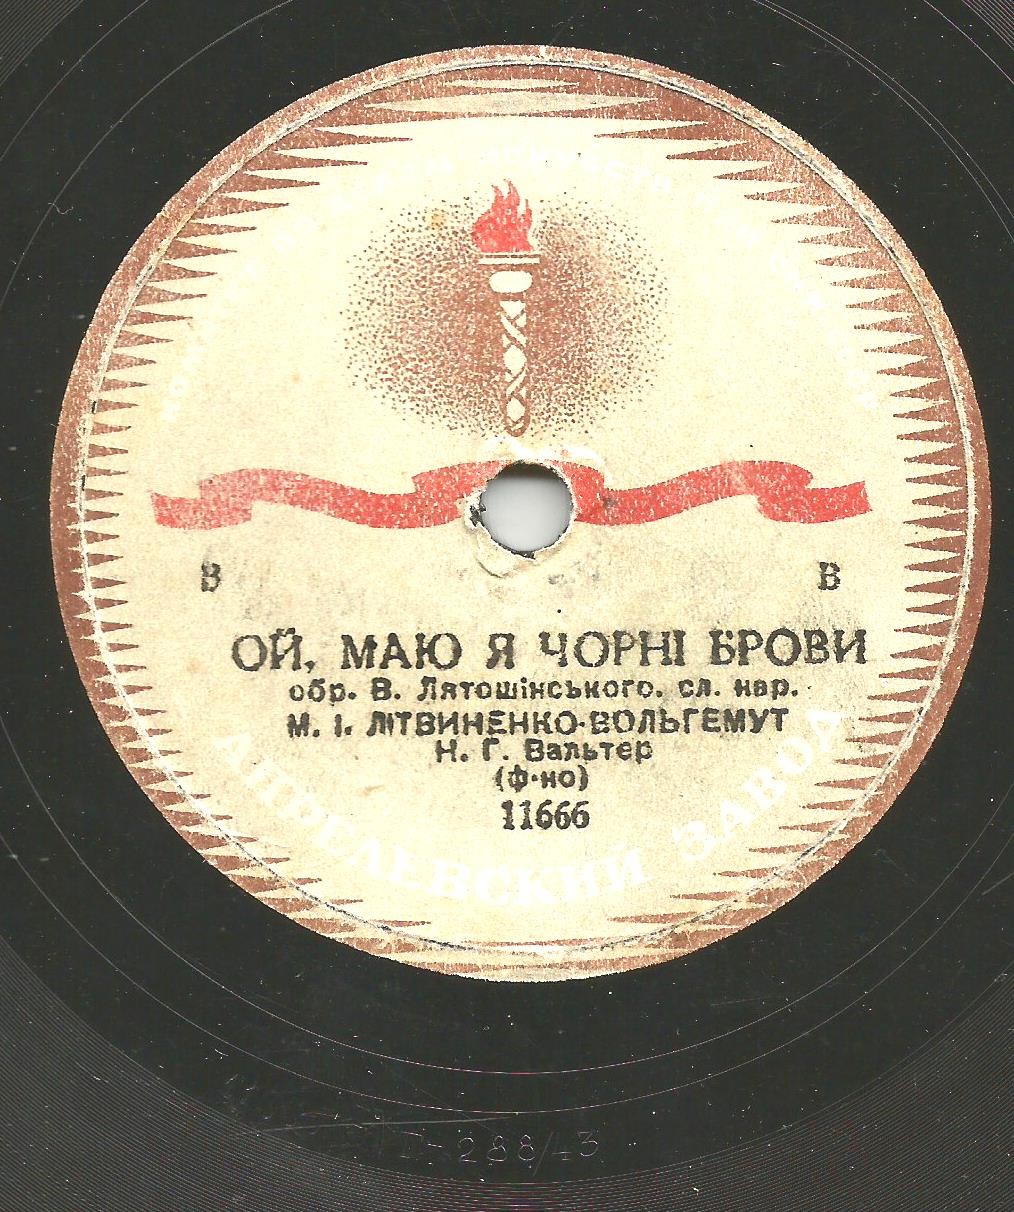 В В
ОЙ, МАЮ Я ЧОРНІ БРОВИ
обр. В. Лятошінського. сл. нар.
М. І. ЛІТВИНЕНКО-ВОЛЬГЕМУТ
Н. Г. Вальтер
(ф-но)
11666
АПРЕЛЕВСКИЙ ЗАВОД
288/43